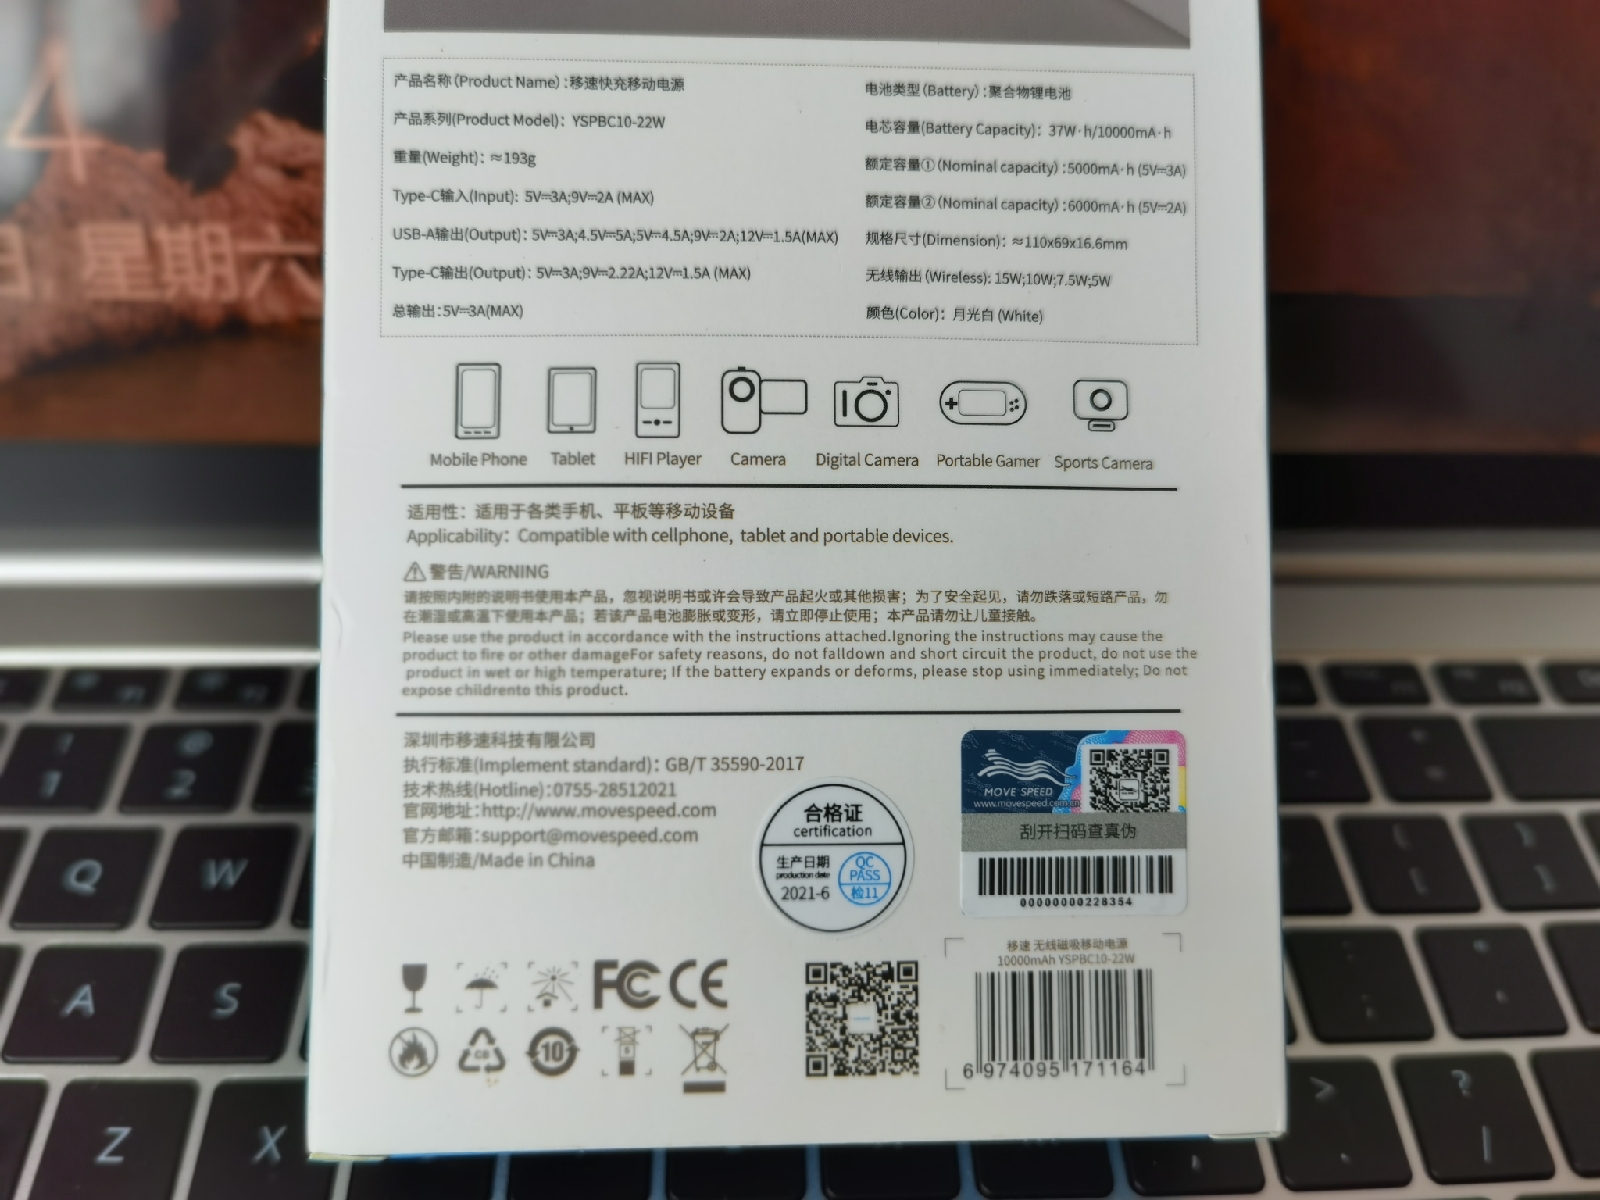 产品名称(Product Name):移速快充移动电源
产品系列(Product Model): YSPBC10-22W
重量(Weight): ≈193g
Type-C输入(Input): 5V⎓3A;9V⎓2A (MAX)
USB-A输出(Output): 5V⎓3A;4.5V⎓5A;5V⎓4.5A;9V⎓2A;12V⎓1.5A(MAX)
Type-C输出(Output): 5V⎓3A;9V⎓2.22A;12V⎓1.5A (MAX)
总输出:5V⎓3A(MAX)
电池类型(Battery):聚合物锂电池
电芯容量(Battery Capacity): 37W·h/10000mA·h
额定容量①(Nominal capacity):5000mA·h (5V⎓3A)
额定容量②(Nominal capacity):6000mA·h (5V⎓2A)
规格尺寸(Dimension): ≈110x69x16.6mm
无线输出(Wireless): 15W;10W;7.5W;5W
颜色(Color): 月光白 (White)
Mobile Phone Tablet HIFI Player Camera Digital Camera Portable Gamer Sports Camera
适用性: 适用于各类手机、平板等移动设备
Applicability: Compatible with cellphone, tablet and portable devices.
警告/WARNING
请按照内附的说明书使用本产品,忽视说明书或许会导致产品起火或其他损害;为了安全起见,请勿跌落或短路产品,勿
在潮湿或高温下使用本产品;若该产品电池膨胀或变形,请立即停止使用;本产品请勿让儿童接触。
Please use the product in accordance with the instructions attached.Ignoring the instructions may cause the
product to fire or other damageFor safety reasons, do not falldown and short circuit the product, do not use the
product in wet or high temperature; If the battery expands or deforms, please stop using immediately; Do not
expose childrento this product.
深圳市移速科技有限公司
执行标准(Implement standard): GB/T 35590-2017
技术热线(Hotline):0755-28512021
官网地址:http://www.movespeed.com
官方邮箱:support@movespeed.com
中国制造/Made in China
合格证
certification
生产日期
production date
2021-6
QC
PASS
检11
MOVE SPEED
www.movespeed.com.cn
刮开扫码查真伪
00000000228354
移速 无线磁吸移动电源
10000mAh YSPBC10-22W
6 974095 171164
FC CE
GB
10
6
4
星期六
1
2
Q
W
A
S
Z
X